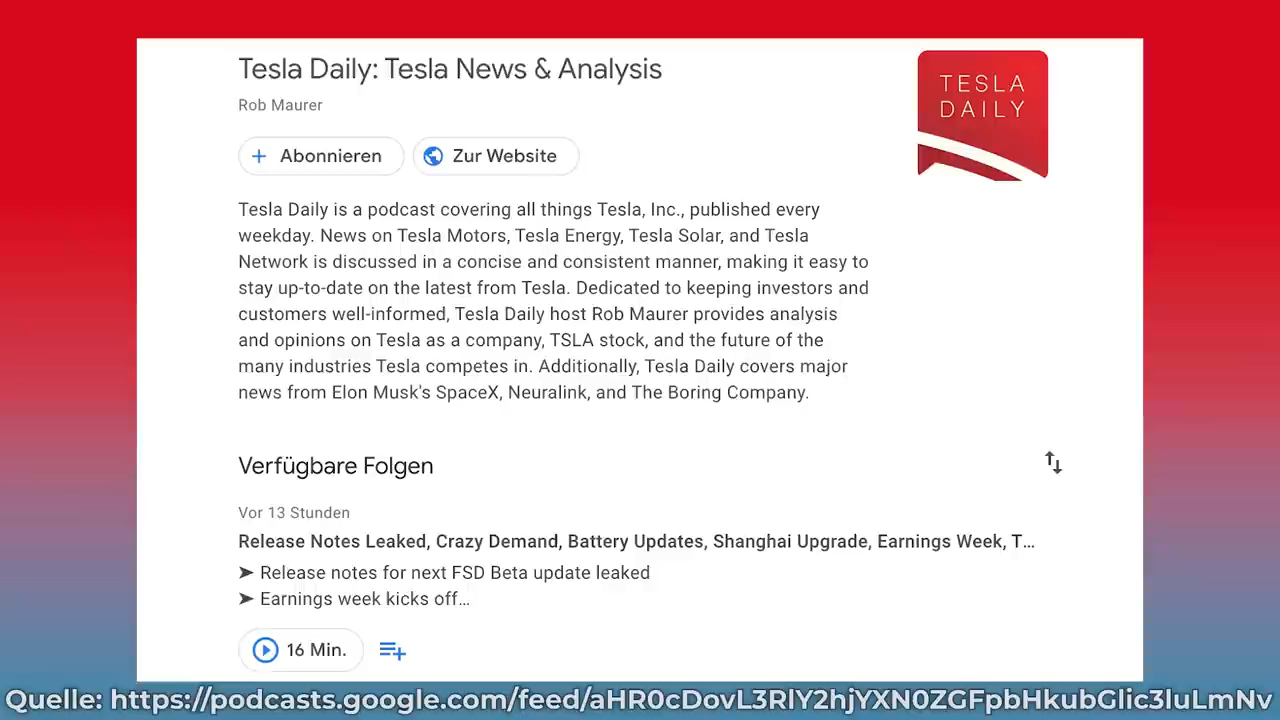 Tesla Daily: Tesla News & Analysis
Rob Maurer
TESLA
DAILY
+ Abonnieren
Zur Website
Tesla Daily is a podcast covering all things Tesla, Inc., published every
weekday. News on Tesla Motors, Tesla Energy, Tesla Solar, and Tesla
Network is discussed in a concise and consistent manner, making it easy to
stay up-to-date on the latest from Tesla. Dedicated to keeping investors and
customers well-informed, Tesla Daily host Rob Maurer provides analysis
and opinions on Tesla as a company, TSLA stock, and the future of the
many industries Tesla competes in. Additionally, Tesla Daily covers major
news from Elon Musk's SpaceX, Neuralink, and The Boring Company.
Verfügbare Folgen
Vor 13 Stunden
Release Notes Leaked, Crazy Demand, Battery Updates, Shanghai Upgrade, Earnings Week, T…
➤ Release notes for next FSD Beta update leaked
➤ Earnings week kicks off…
16 Min.
Quelle: https://podcasts.google.com/feed/aHR0cDovL3RlY2hjYXN0ZGFpbHkubGlic3luLmNv